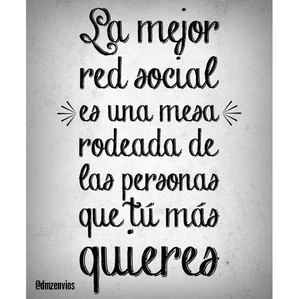 La mejor
red social
es una mesa
rodeada de
las personas
que tú más
quieres
@dmzenvios